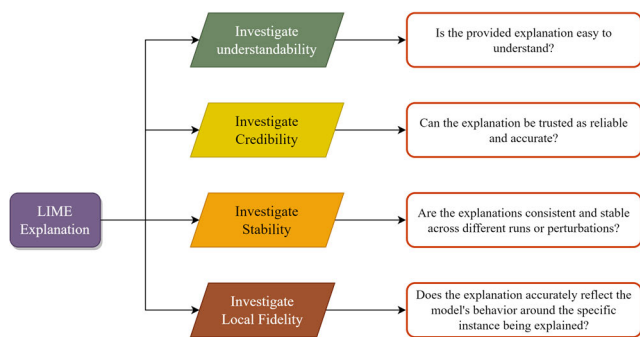 Investigate
understandability
Is the provided explanation easy to
understand?
Investigate
Credibility
Can the explanation be trusted as reliable
and accurate?
LIME
Explanation
Investigate
Stability
Are the explanations consistent and stable
across different runs or perturbations?
Investigate
Local Fidelity
Does the explanation accurately reflect the
model's behavior around the specific
instance being explained?